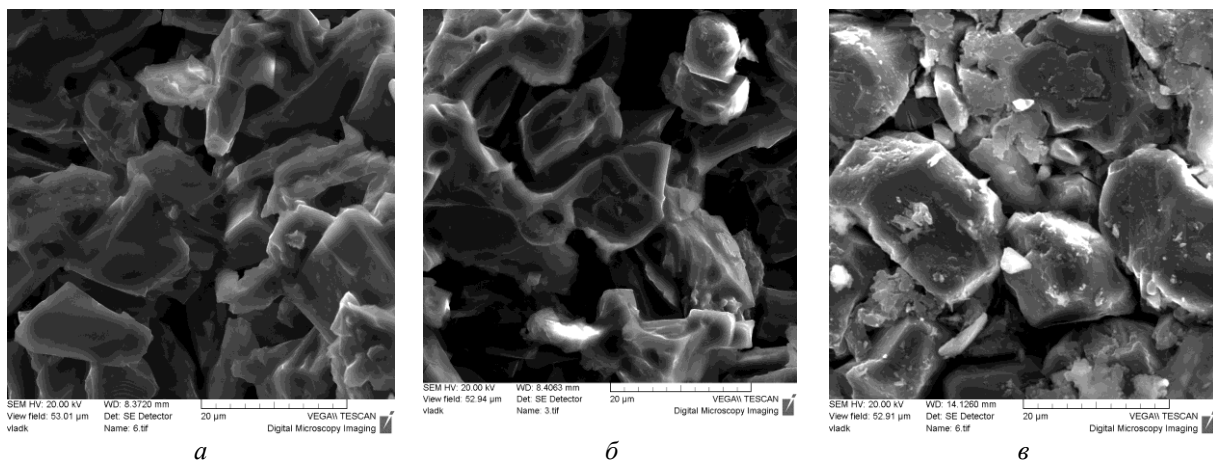 SEM HV: 20.00 kV WD: 8.3720 mm
View field: 53.01 µm Det: SE Detector 20 µm VEGA\\ TESCAN
vladk Name: 6.tif Digital Microscopy Imaging
а
SEM HV: 20.00 kV WD: 8.4063 mm
View field: 52.94 µm Det: SE Detector 20 µm VEGA\\ TESCAN
vladk Name: 3.tif Digital Microscopy Imaging
б
SEM HV: 20.00 kV WD: 14.1260 mm
View field: 52.91 µm Det: SE Detector 20 µm VEGA\\ TESCAN
vladk Name: 6.tif Digital Microscopy Imaging
в